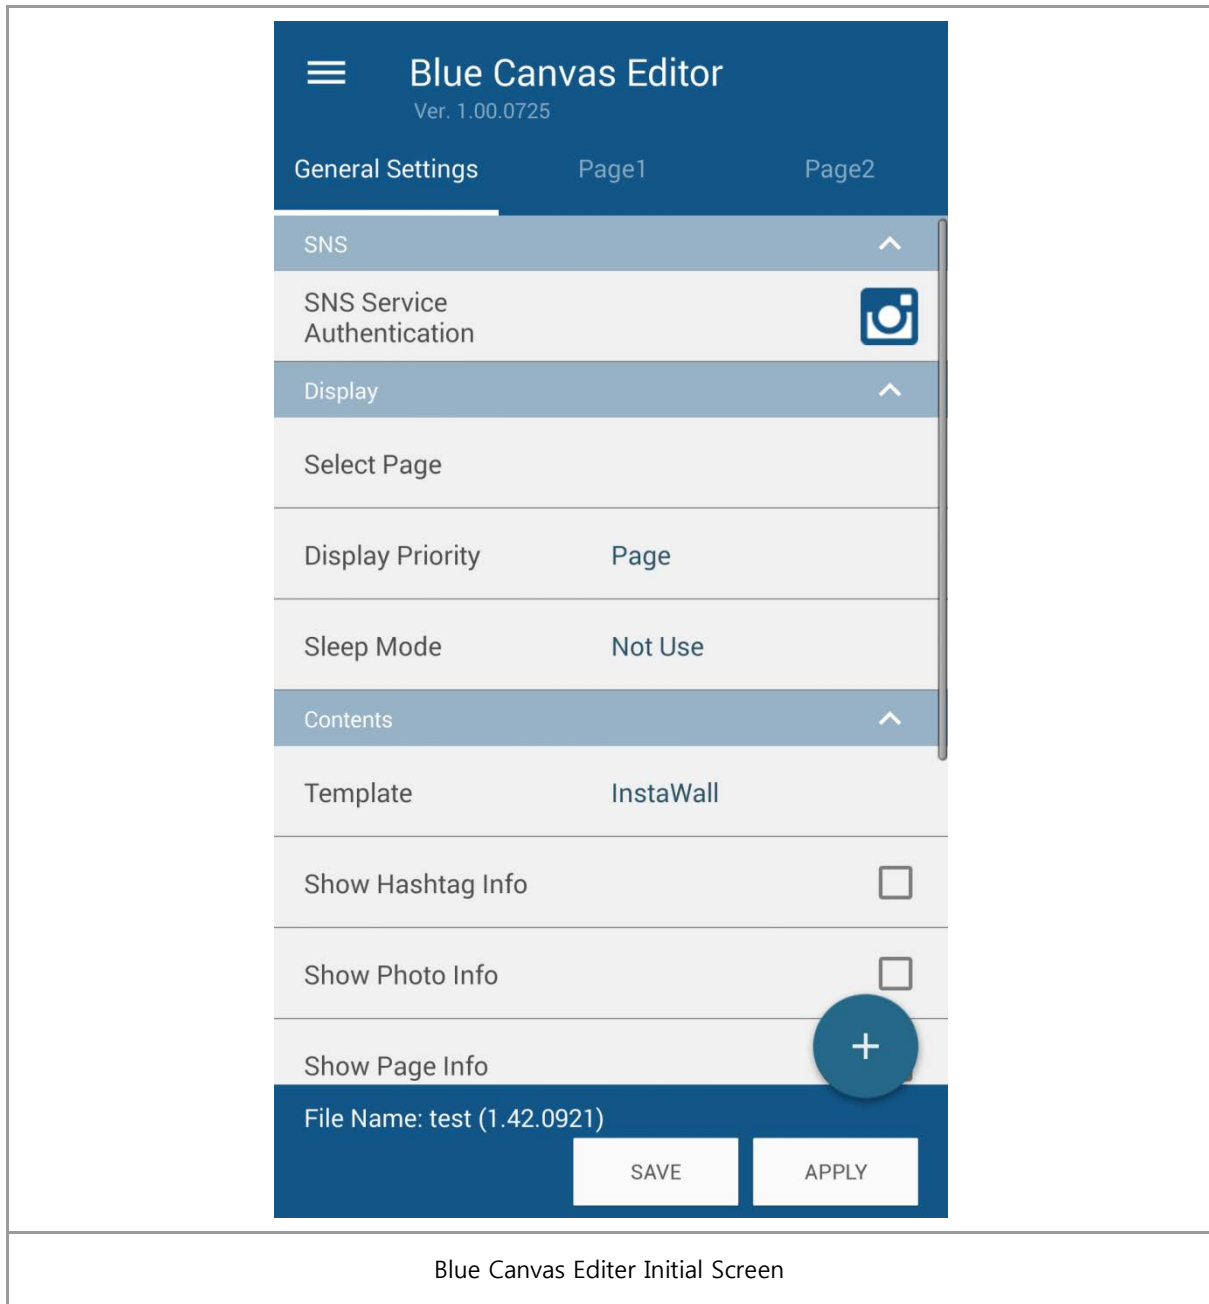 Blue Canvas Editor
Ver. 1.00.0725
General Settings Page1 Page2
SNS
SNS Service
Authentication
Display
Select Page
Display Priority Page
Sleep Mode Not Use
Contents
Template InstaWall
Show Hashtag Info
Show Photo Info
+
Show Page Info
File Name: test (1.42.0921)
SAVE APPLY
Blue Canvas Editer Initial Screen